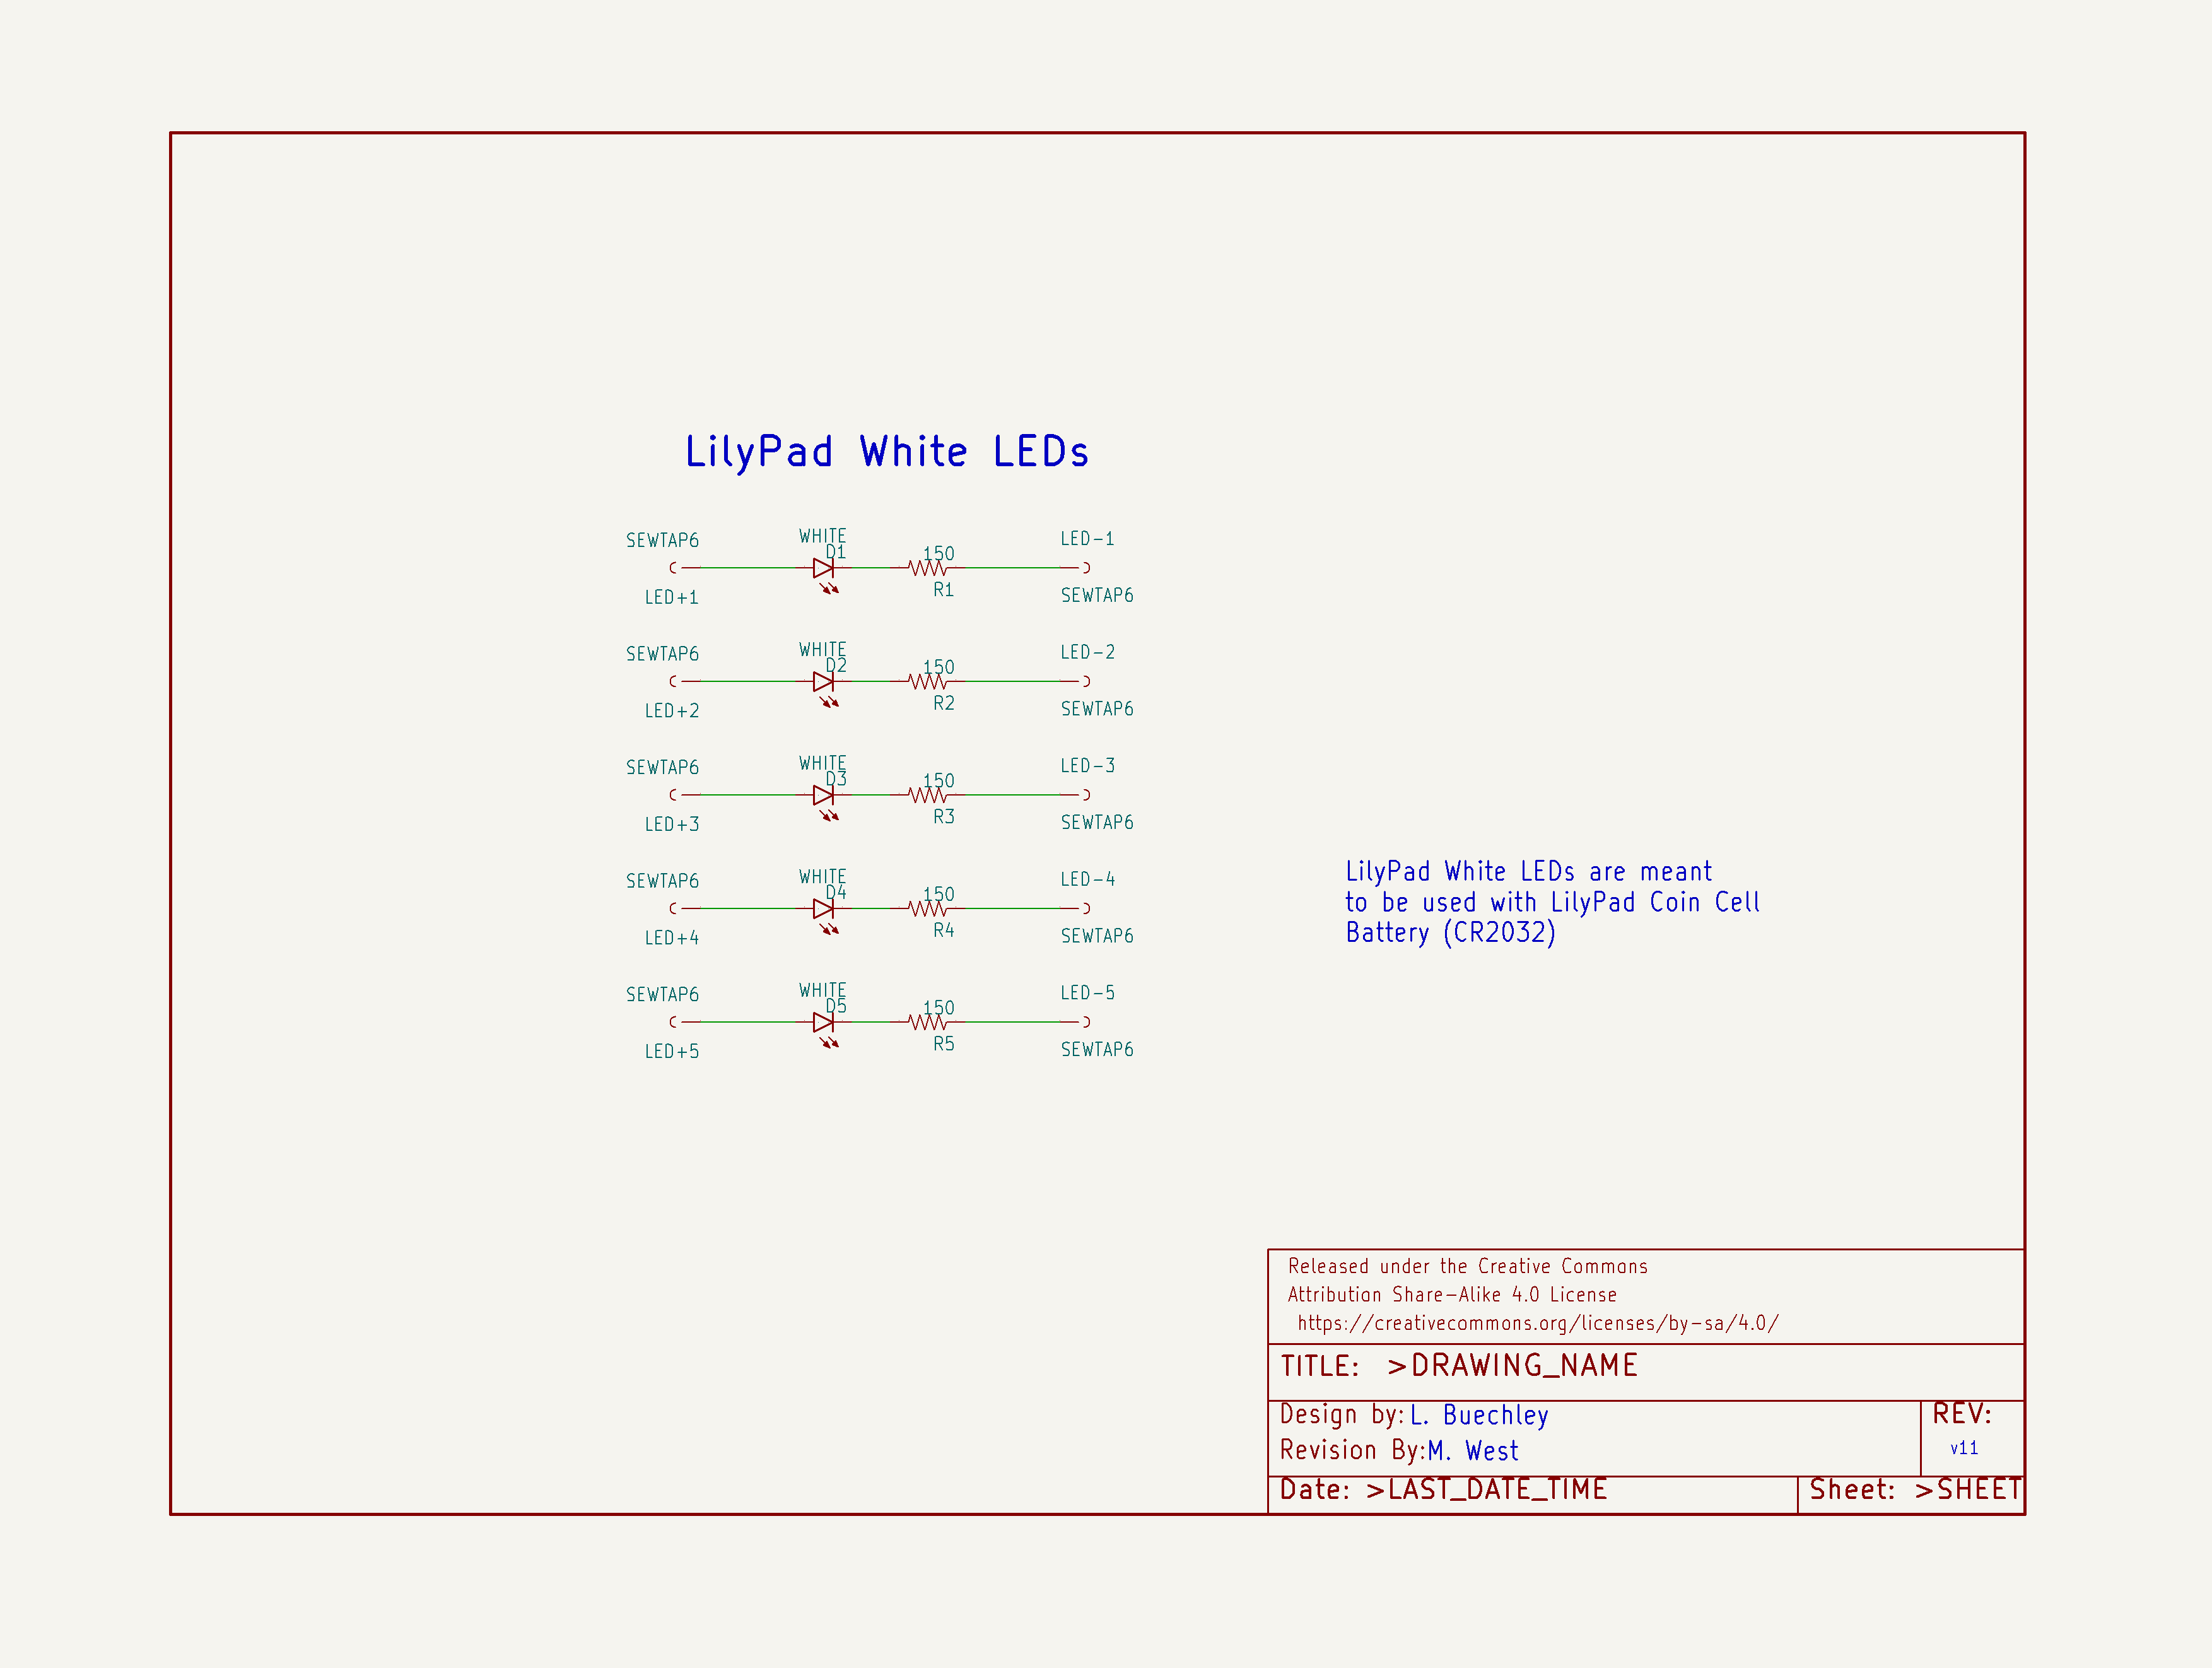 LilyPad White LEDs
SEWTAP6 WHITE LED-1
D1 150
LED+1 R1 SEWTAP6
SEWTAP6 WHITE LED-2
D2 150
LED+2 R2 SEWTAP6
SEWTAP6 WHITE LED-3
D3 150
LED+3 R3 SEWTAP6
SEWTAP6 WHITE LED-4
D4 150
LED+4 R4 SEWTAP6
SEWTAP6 WHITE LED-5
D5 150
LED+5 R5 SEWTAP6
LilyPad White LEDs are meant
to be used with LilyPad Coin Cell
Battery (CR2032)
Released under the Creative Commons
Attribution Share-Alike 4.0 License
https://creativecommons.org/licenses/by-sa/4.0/
TITLE: >DRAWING_NAME
Design by: L. Buechley REV:
Revision By: M. West v11
Date: >LAST_DATE_TIME Sheet: >SHEET